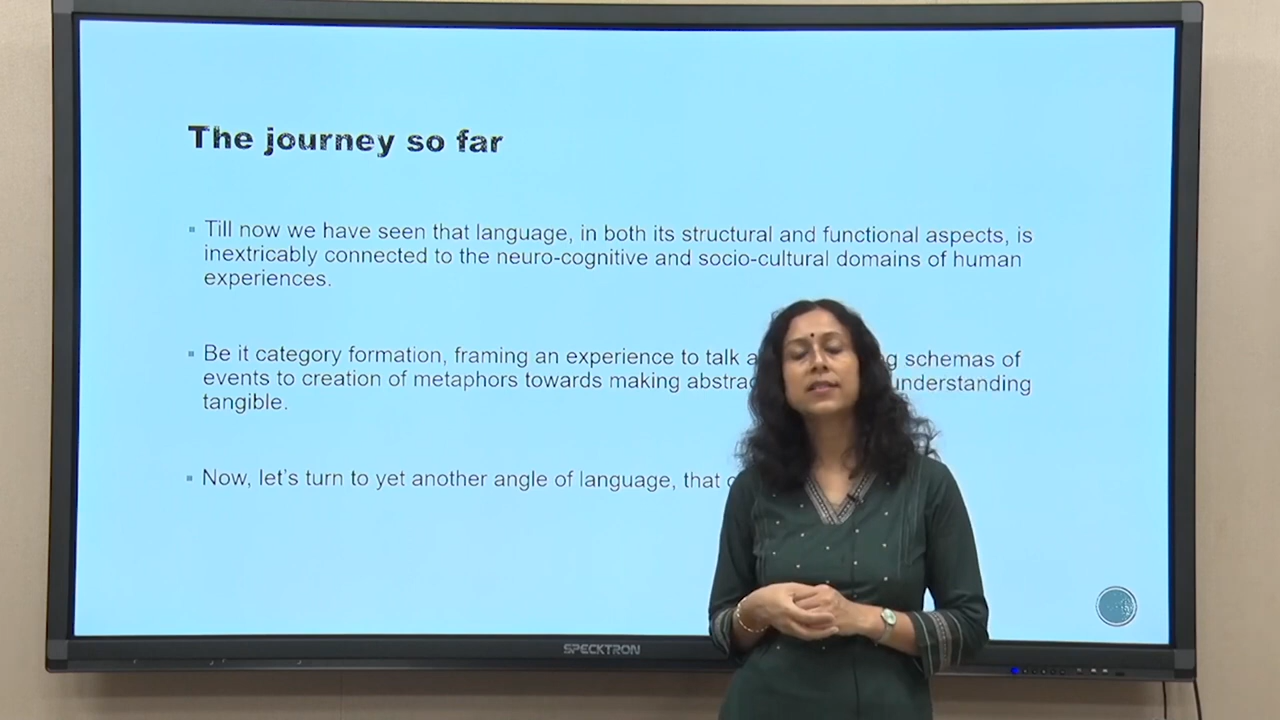 The journey so far
Till now we have seen that language, in both its structural and functional aspects, is
inextricably connected to the neuro-cognitive and socio-cultural domains of human
experiences.
Be it category formation, framing an experience to talk schemas of
events to creation of metaphors towards making understanding
tangible.
Now, let's turn to yet another angle of language, that
SPECKTRON